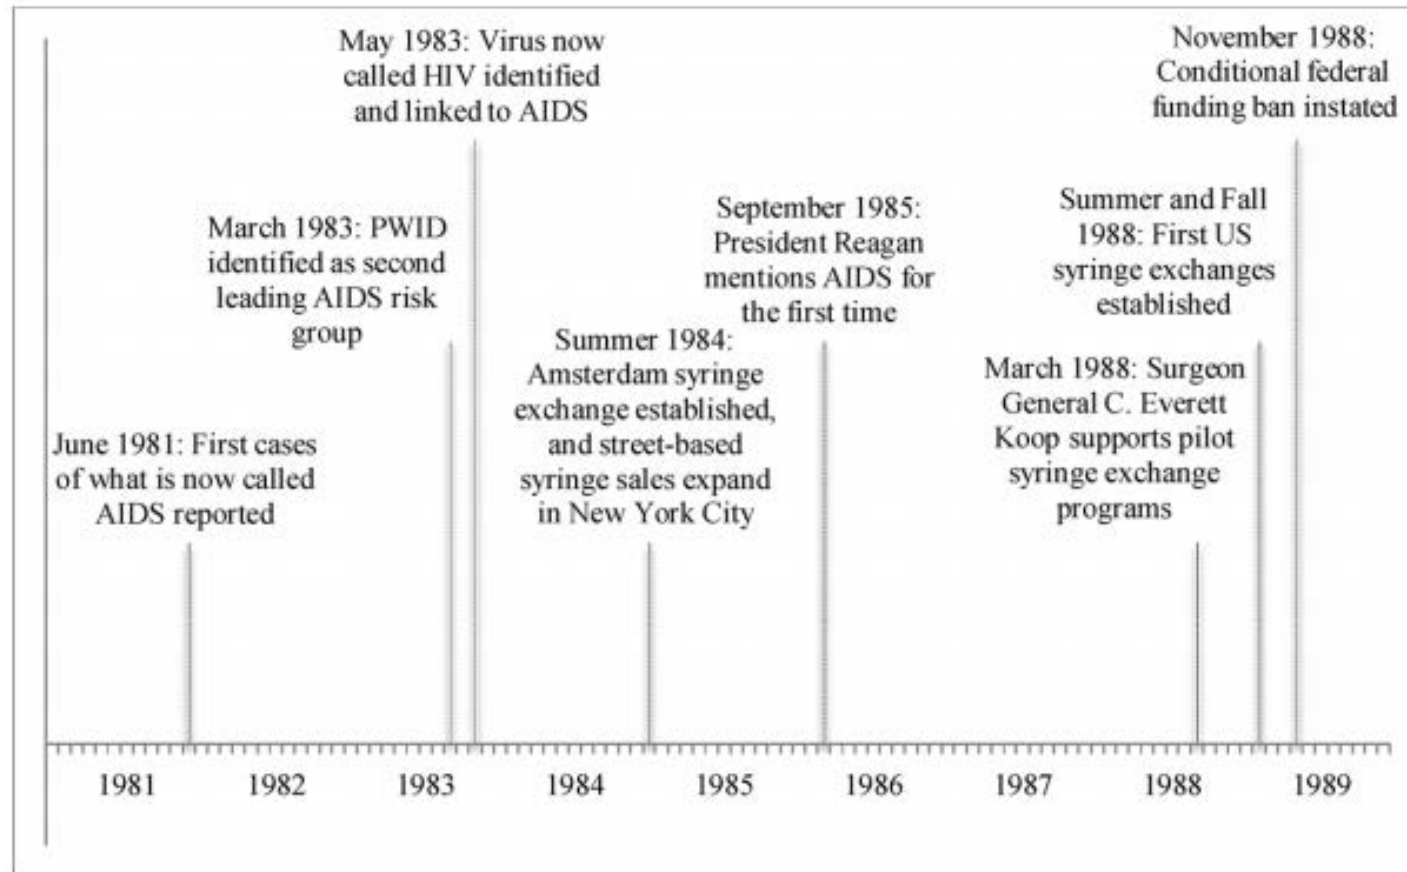 May 1983: Virus now
called HIV identified
and linked to AIDS
November 1988:
Conditional federal
funding ban instated
March 1983: PWID
identified as second
leading AIDS risk
group
September 1985:
President Reagan
mentions AIDS for
the first time
Summer and Fall
1988: First US
syringe exchanges
established
June 1981: First cases
of what is now called
AIDS reported
Summer 1984:
Amsterdam syringe
exchange established,
and street-based
syringe sales expand
in New York City
March 1988: Surgeon
General C. Everett
Koop supports pilot
syringe exchange
programs
1981 1982 1983 1984 1985 1986 1987 1988 1989